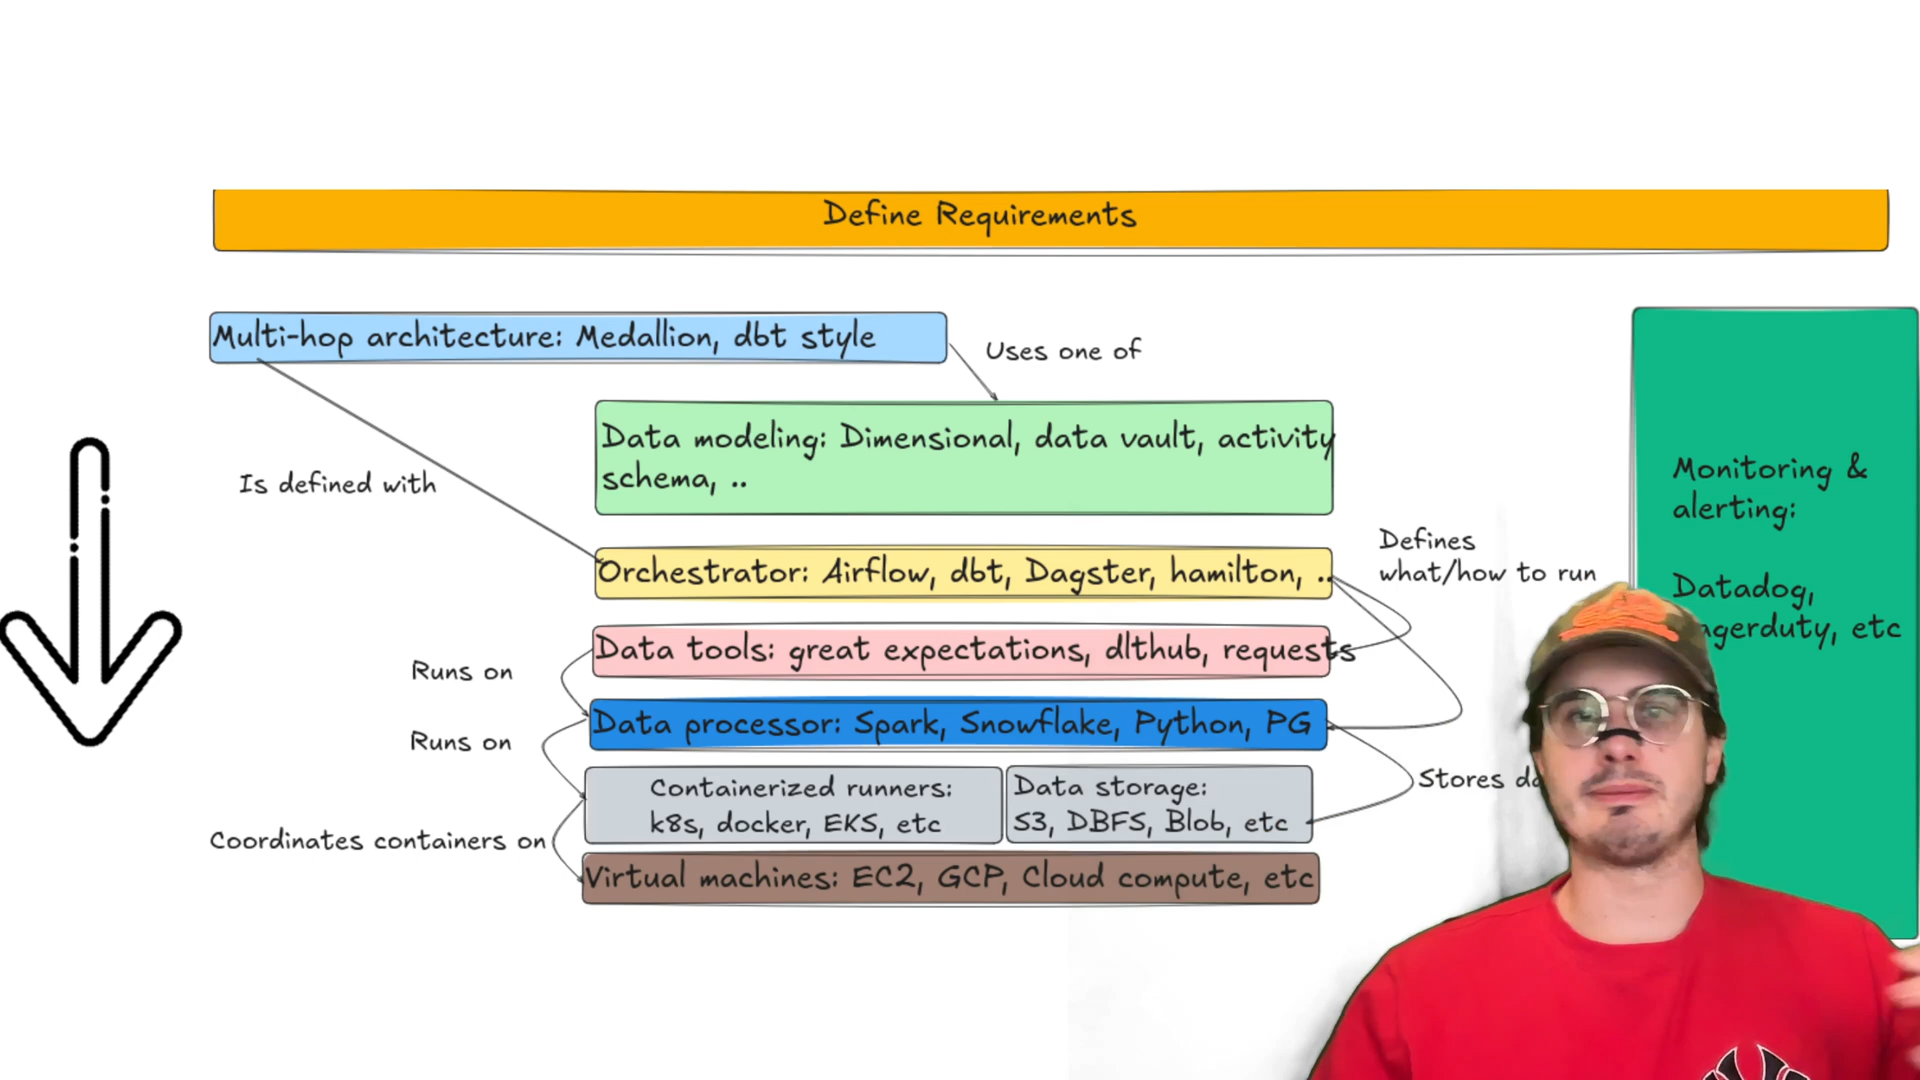 Define Requirements
Multi-hop architecture: Medallion, dbt style
Uses one of
Data modeling: Dimensional, data vault, activity
schema, ..
Is defined with
Orchestrator: Airflow, dbt, Dagster, hamilton, ..
Defines
what/how to run
Data tools: great expectations, dlthub, requests
Runs on
Data processor: Spark, Snowflake, Python, PG
Runs on
Containerized runners:
k8s, docker, EKS, etc
Data storage:
S3, DBFS, Blob, etc
Stores
Coordinates containers on
Virtual machines: EC2, GCP, Cloud compute, etc
Monitoring &
alerting:
Datadog,
etc